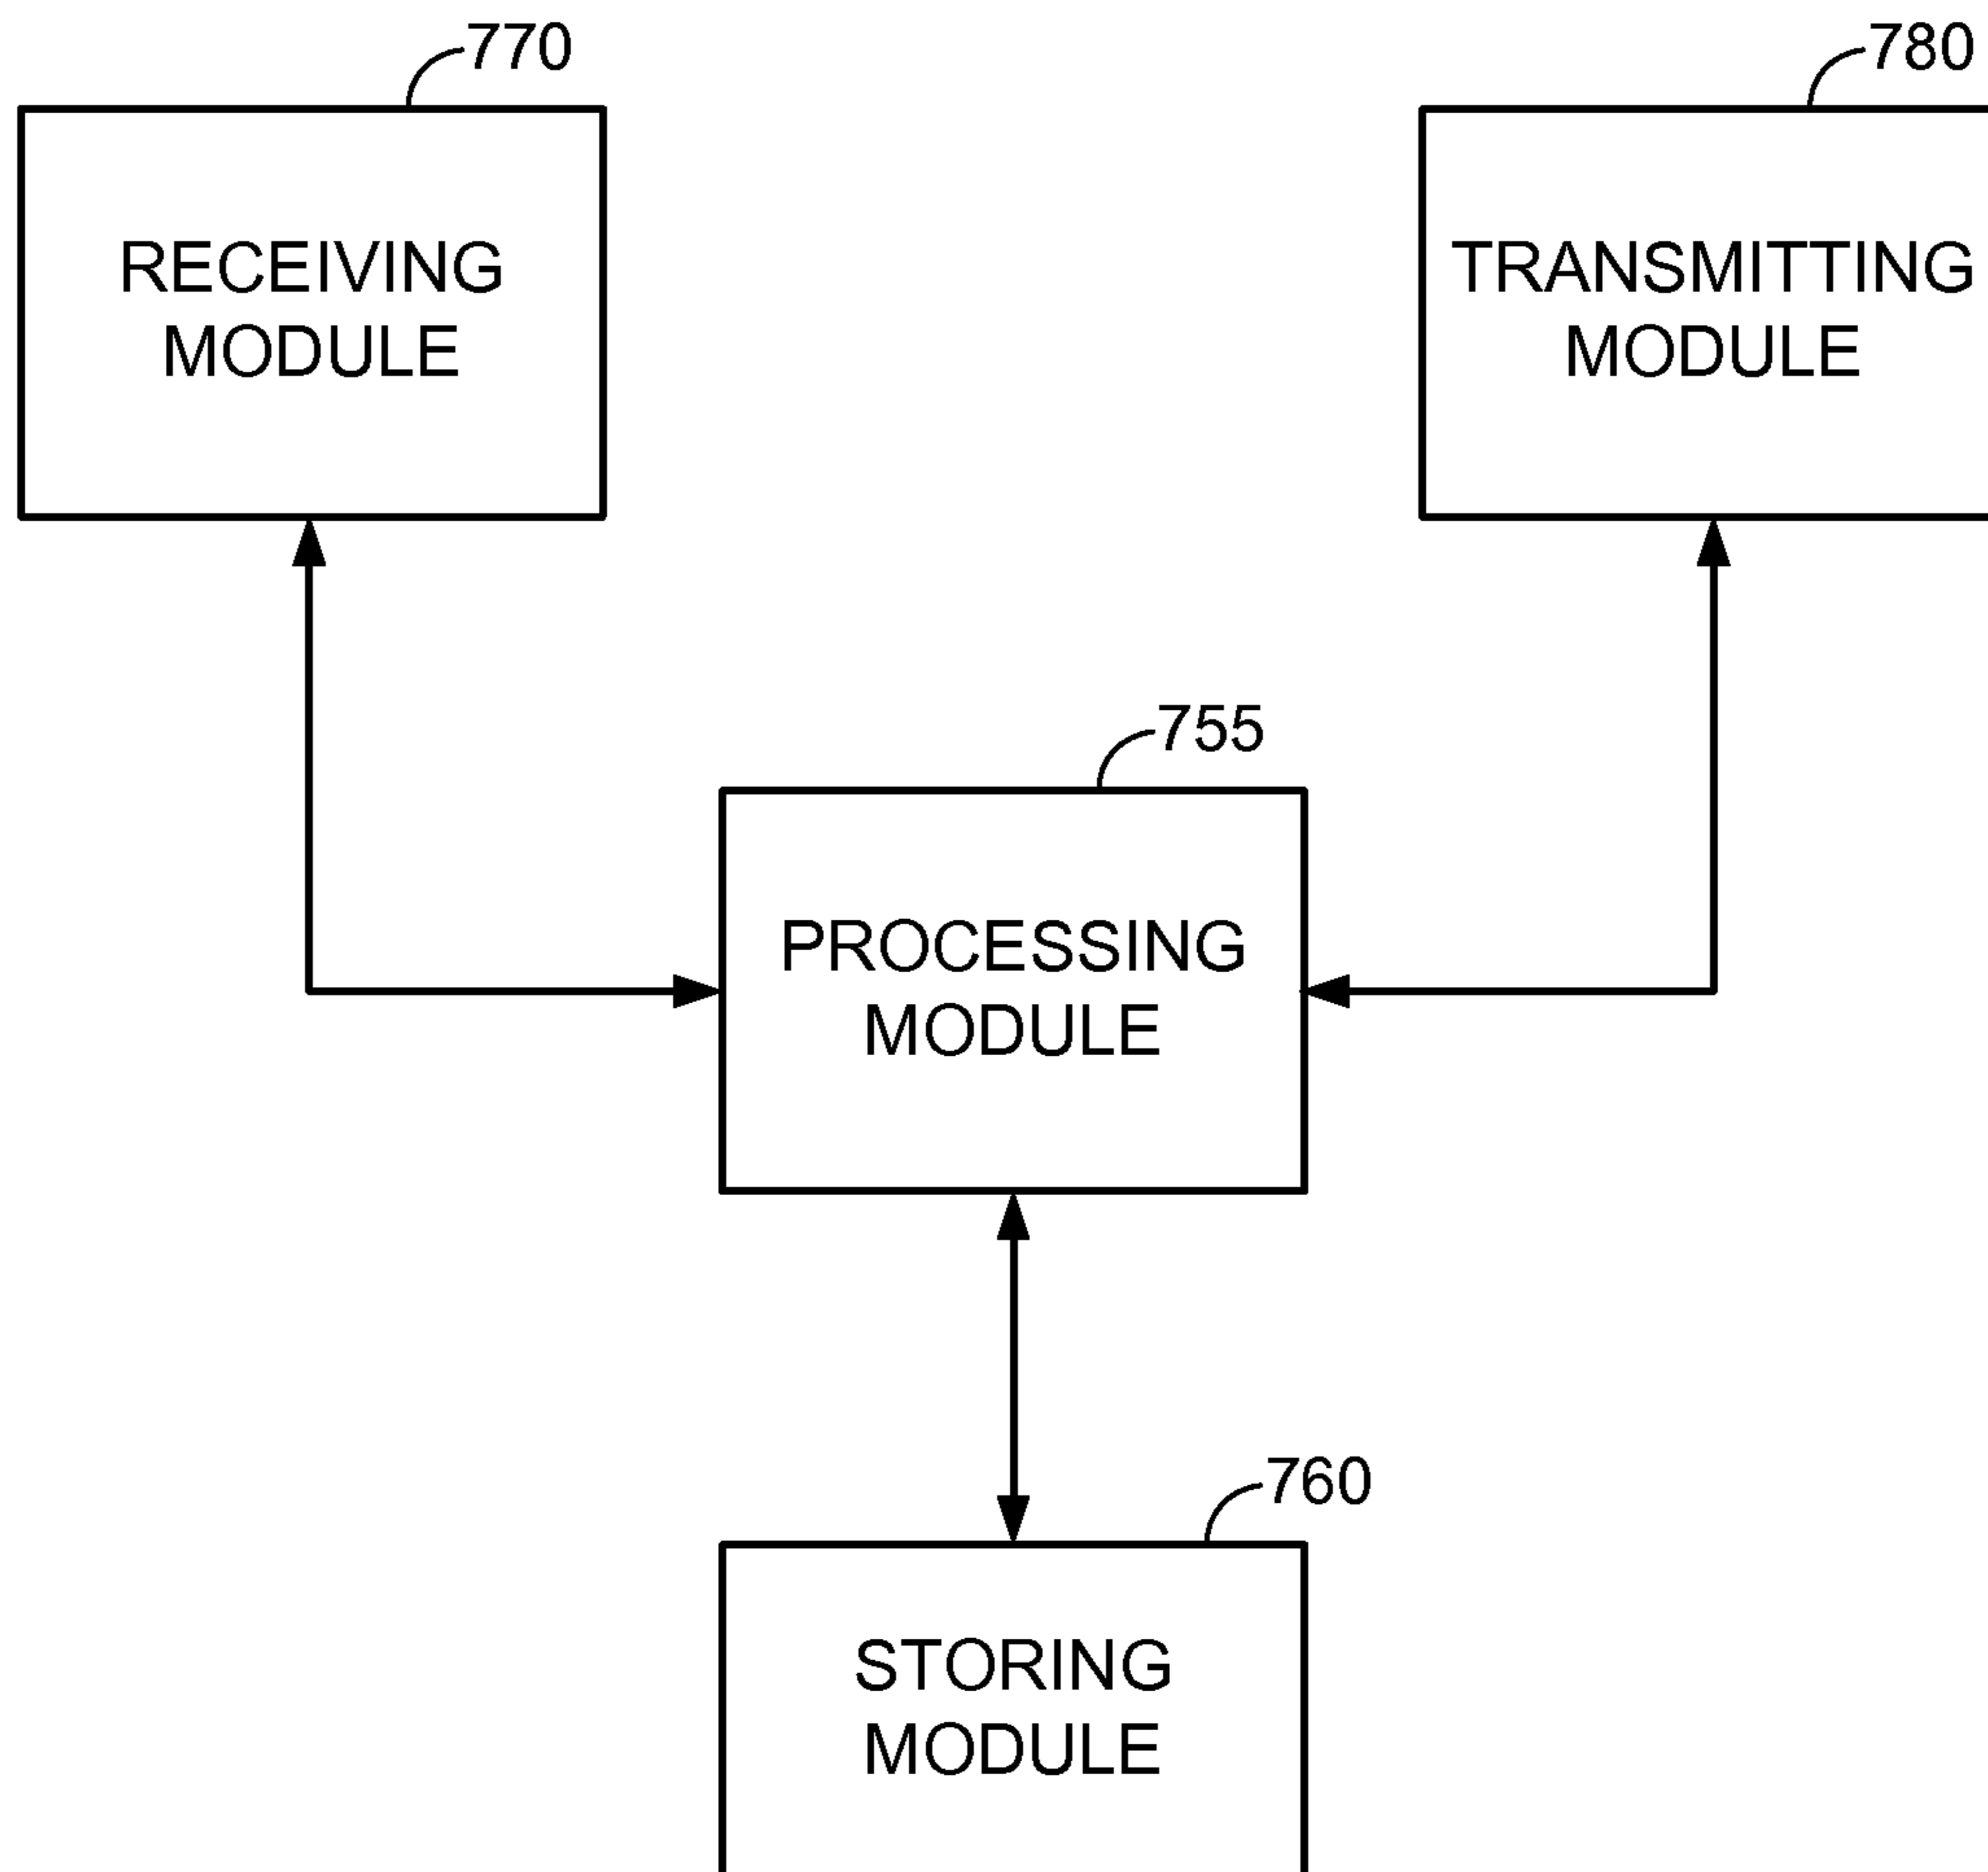 770
780
RECEIVING
MODULE
TRANSMITTING
MODULE
755
PROCESSING
MODULE
760
STORING
MODULE